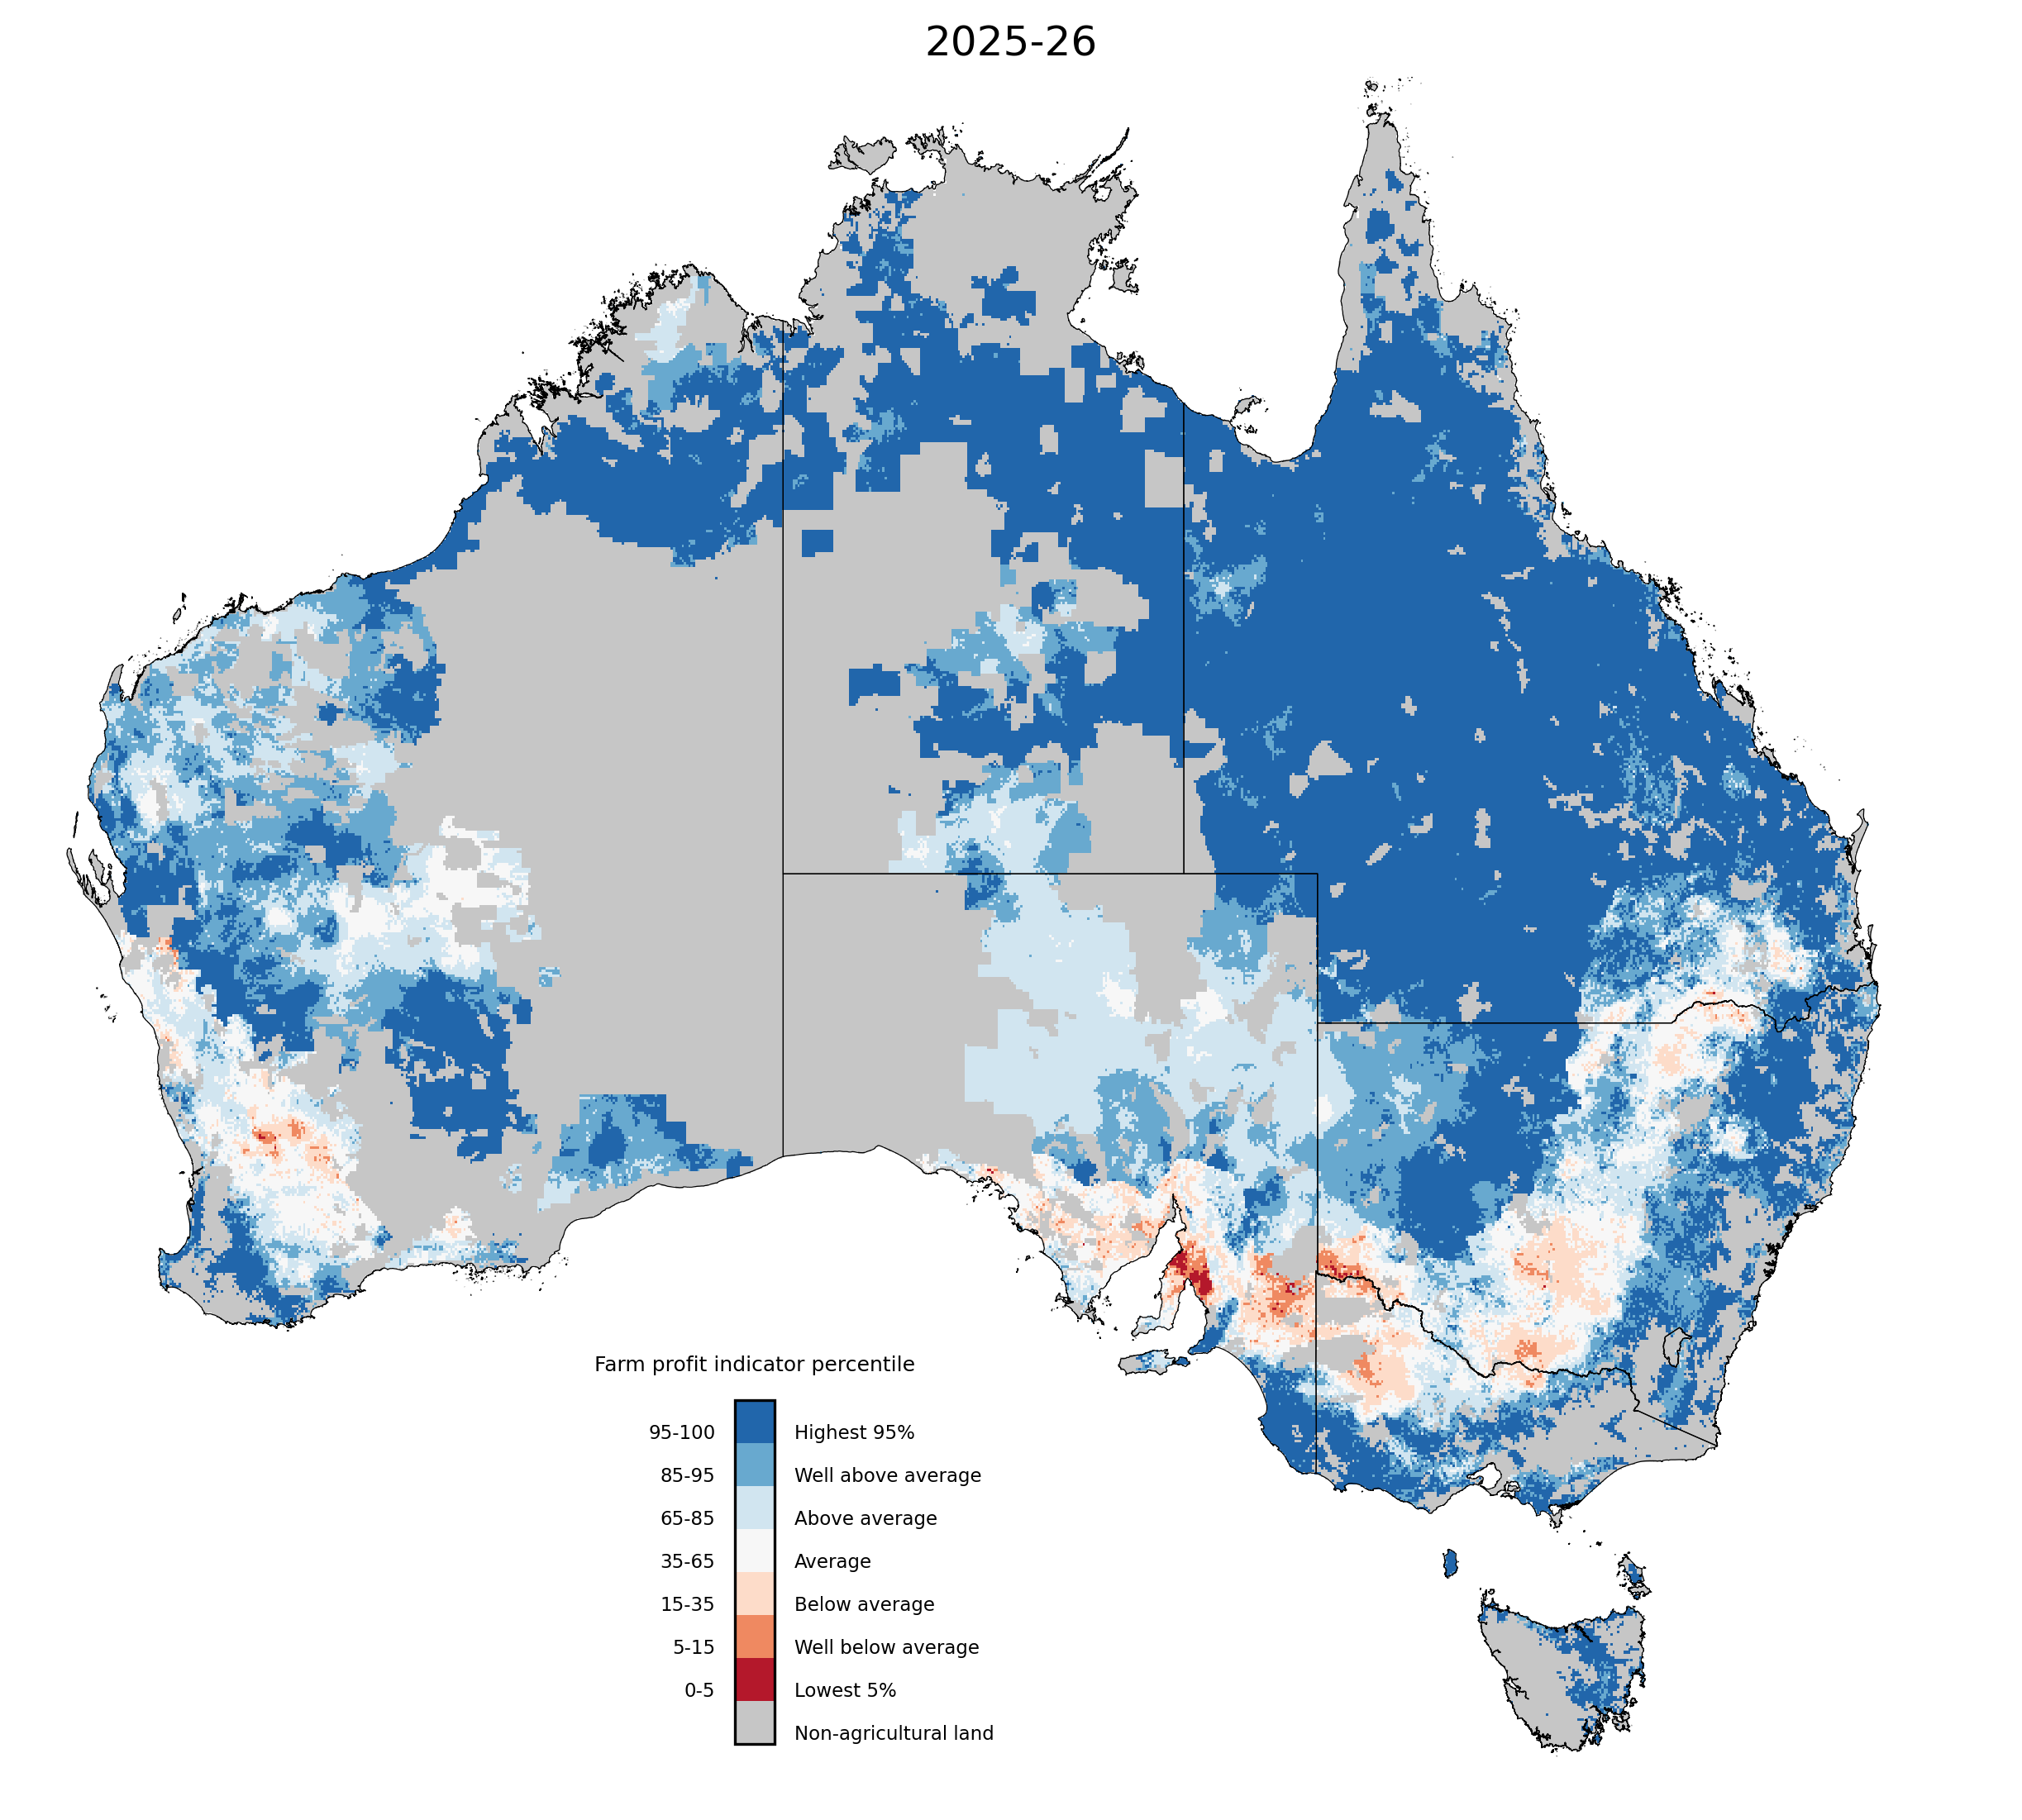 2025-26
Farm profit indicator percentile
95-100 Highest 95%
85-95 Well above average
65-85 Above average
35-65 Average
15-35 Below average
5-15 Well below average
0-5 Lowest 5%
Non-agricultural land